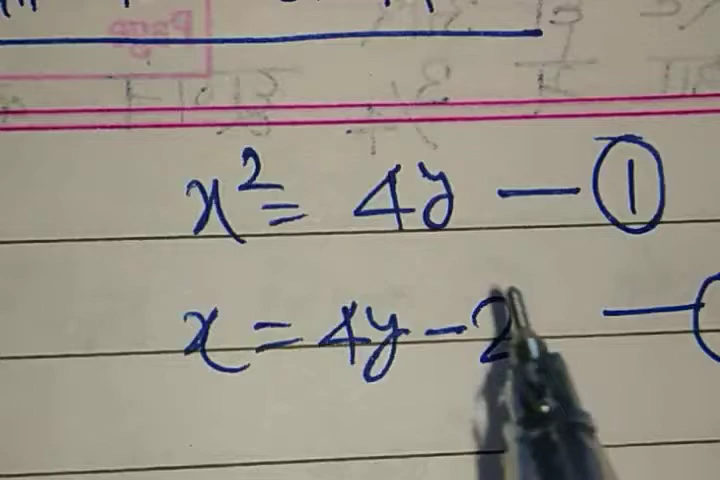 x² = 4y — ①
x = 4y - 2 —